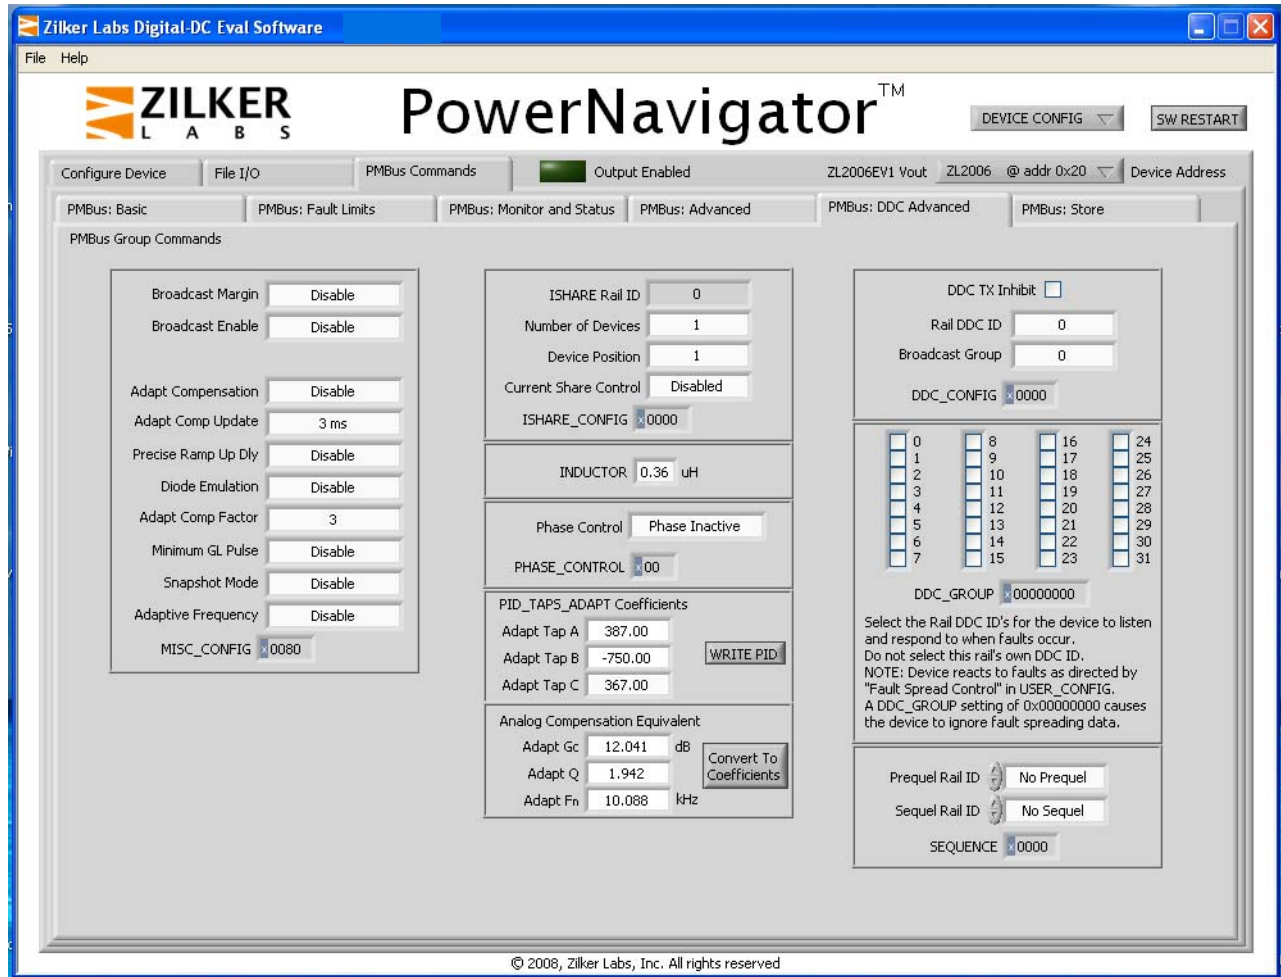 Zilker Labs Digital-DC Eval Software
File Help
ZILKER
LABS
PowerNavigator™
DEVICE CONFIG
SW RESTART
Configure Device
File I/O
PMBus Commands
Output Enabled
ZL2006EV1 Vout
ZL2006 @ addr 0x20
Device Address
PMBus: Basic
PMBus: Fault Limits
PMBus: Monitor and Status
PMBus: Advanced
PMBus: DDC Advanced
PMBus: Store
PMBus Group Commands
Broadcast Margin Disable
Broadcast Enable Disable
Adapt Compensation Disable
Adapt Comp Update 3 ms
Precise Ramp Up Dly Disable
Diode Emulation Disable
Adapt Comp Factor 3
Minimum GL Pulse Disable
Snapshot Mode Disable
Adaptive Frequency Disable
MISC_CONFIG x0080
ISHARE Rail ID 0
Number of Devices 1
Device Position 1
Current Share Control Disabled
ISHARE_CONFIG x0000
INDUCTOR 0.36 uH
Phase Control Phase Inactive
PHASE_CONTROL x00
PID_TAPS_ADAPT Coefficients
Adapt Tap A 387.00
Adapt Tap B -750.00
Adapt Tap C 367.00
WRITE PID
Analog Compensation Equivalent
Adapt Gc 12.041 dB
Adapt Q 1.942
Adapt Fn 10.088 kHz
Convert To
Coefficients
DDC TX Inhibit
Rail DDC ID 0
Broadcast Group 0
DDC_CONFIG x0000
0 8 16 24
1 9 17 25
2 10 18 26
3 11 19 27
4 12 20 28
5 13 21 29
6 14 22 30
7 15 23 31
DDC_GROUP x00000000
Select the Rail DDC ID's for the device to listen
and respond to when faults occur.
Do not select this rail's own DDC ID.
NOTE: Device reacts to faults as directed by
"Fault Spread Control" in USER_CONFIG.
A DDC_GROUP setting of 0x00000000 causes
the device to ignore fault spreading data.
Prequel Rail ID No Prequel
Sequel Rail ID No Sequel
SEQUENCE x0000
© 2008, Zilker Labs, Inc. All rights reserved